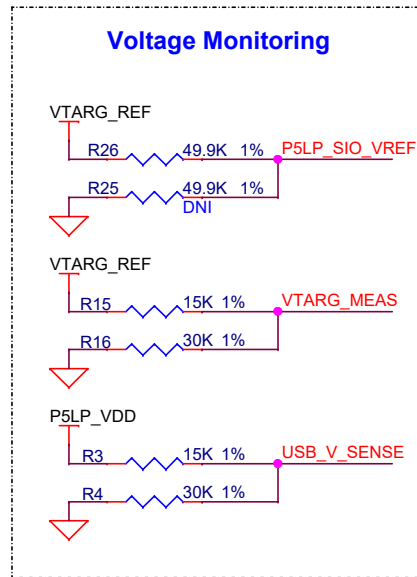 Voltage Monitoring
VTARG_REF
R26 49.9K 1% P5LP_SIO_VREF
R25 49.9K 1%
DNI
VTARG_REF
R15 15K 1% VTARG_MEAS
R16 30K 1%
P5LP_VDD
R3 15K 1% USB_V_SENSE
R4 30K 1%